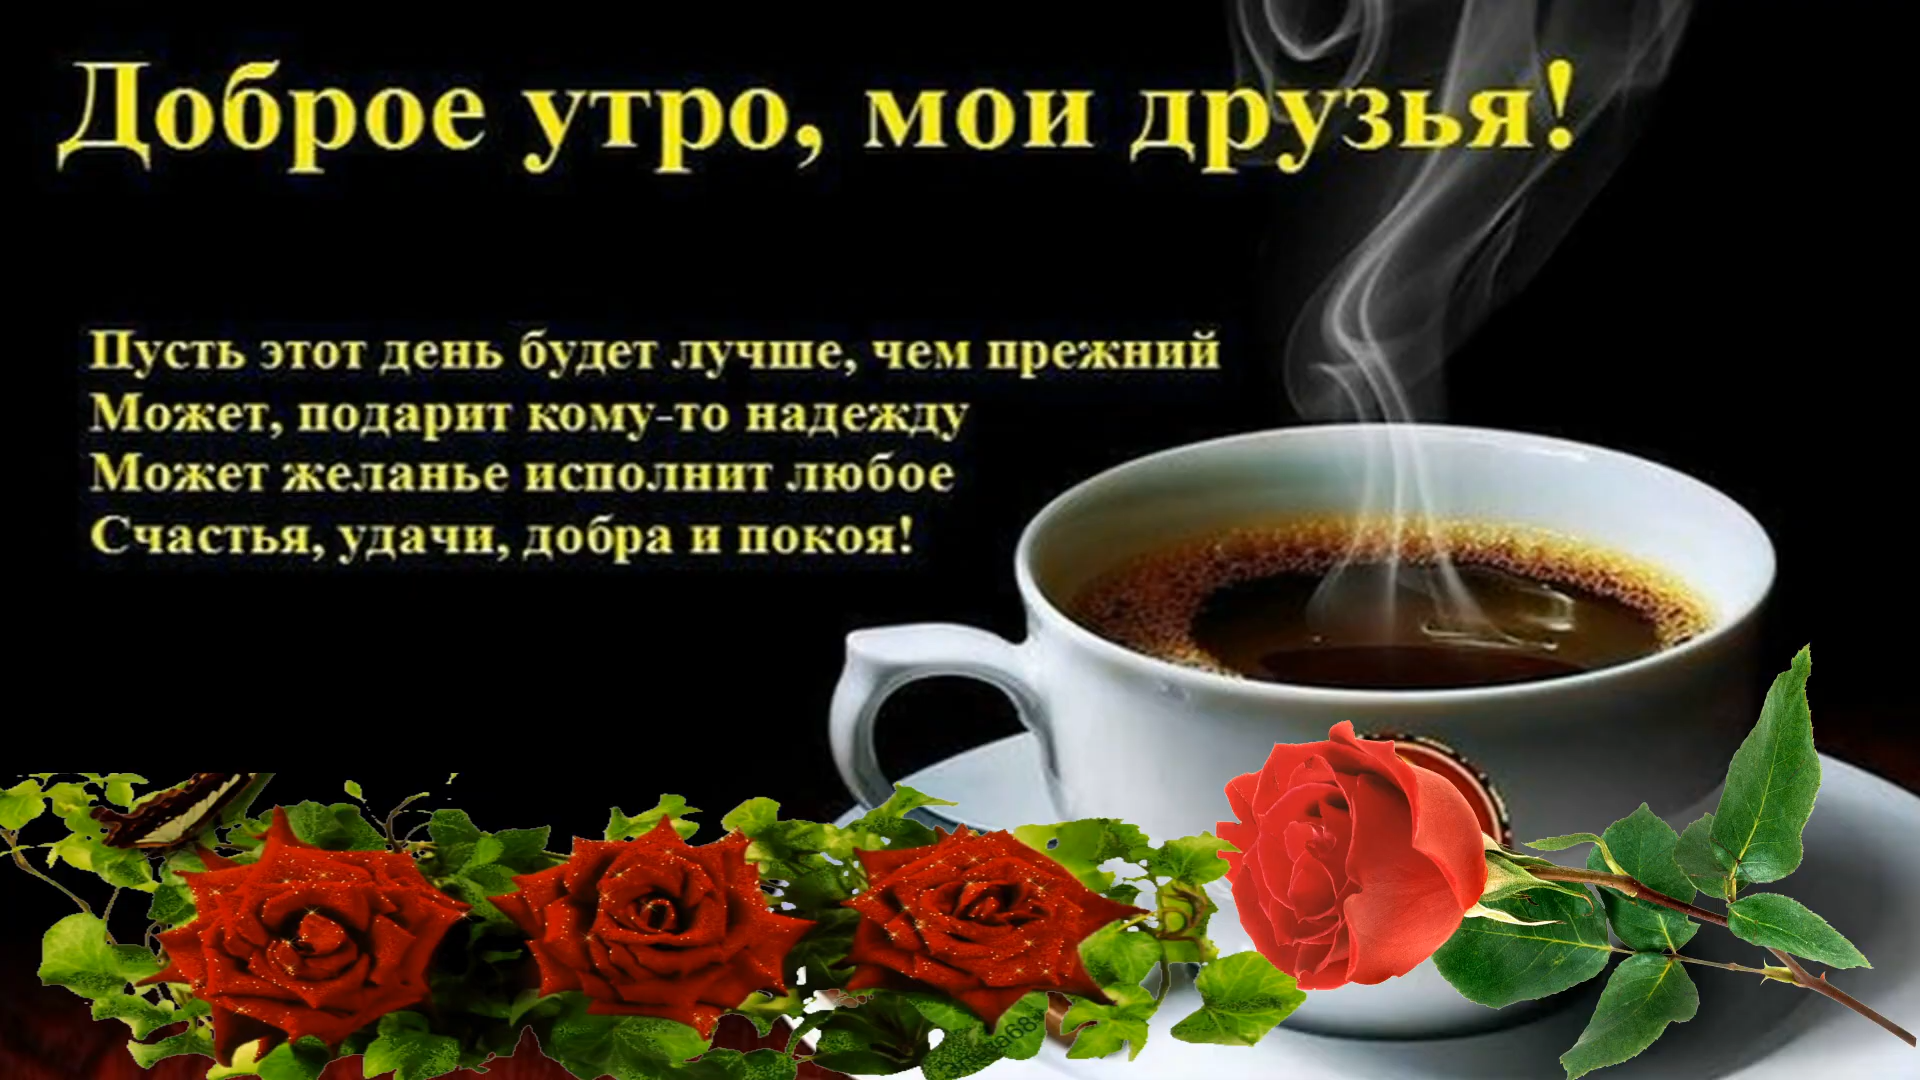 Доброе утро, мои друзья!
Пусть этот день будет лучше, чем прежний
Может, подарит кому-то надежду
Может желанье исполнит любое
Счастья, удачи, добра и покоя!